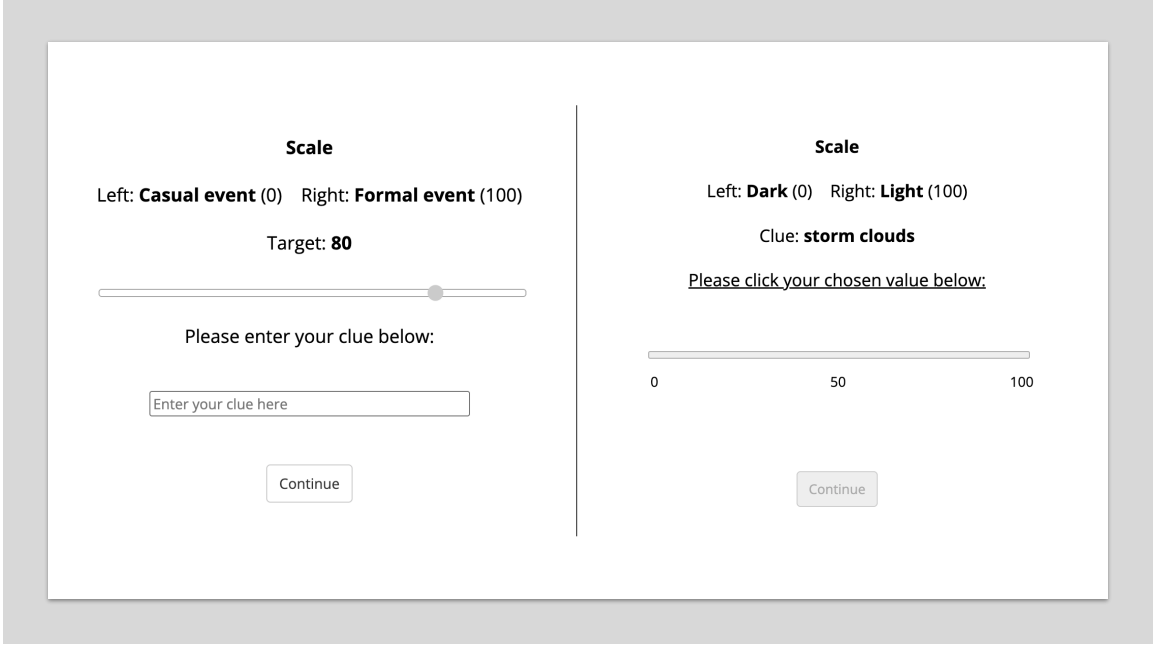 Scale
Left: Casual event (0) Right: Formal event (100)
Target: 80
Please enter your clue below:
Enter your clue here
Continue
Scale
Left: Dark (0) Right: Light (100)
Clue: storm clouds
Please click your chosen value below:
0 50 100
Continue